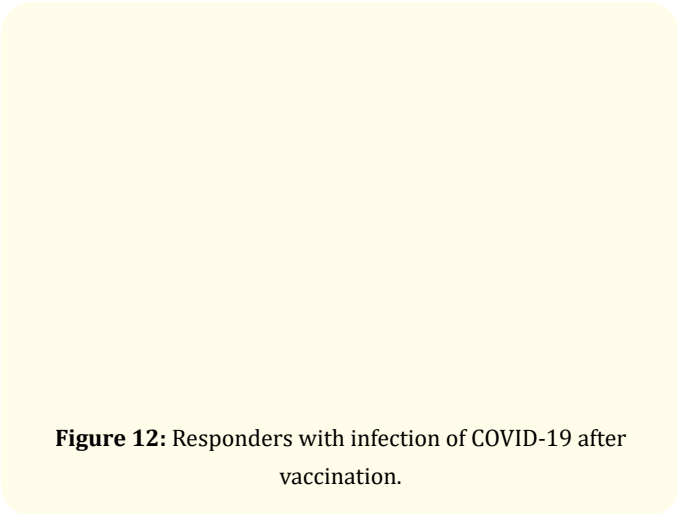 Figure 12: Responders with infection of COVID-19 after
vaccination.